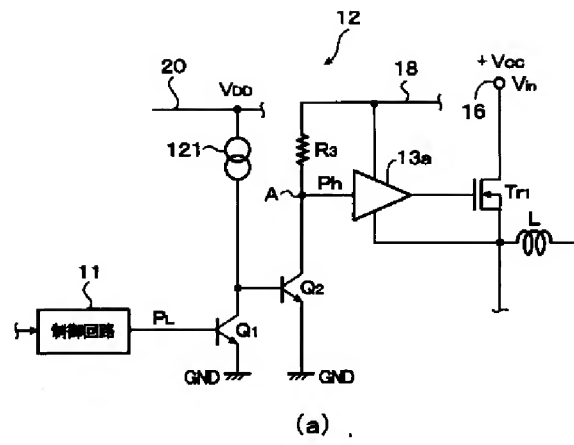 12
20
VDD
18
+Vcc
Vin
16
121
R3
13a
A
Ph
Tr1
L
11
制御回路
PL
Q1
Q2
GND
GND
(a)